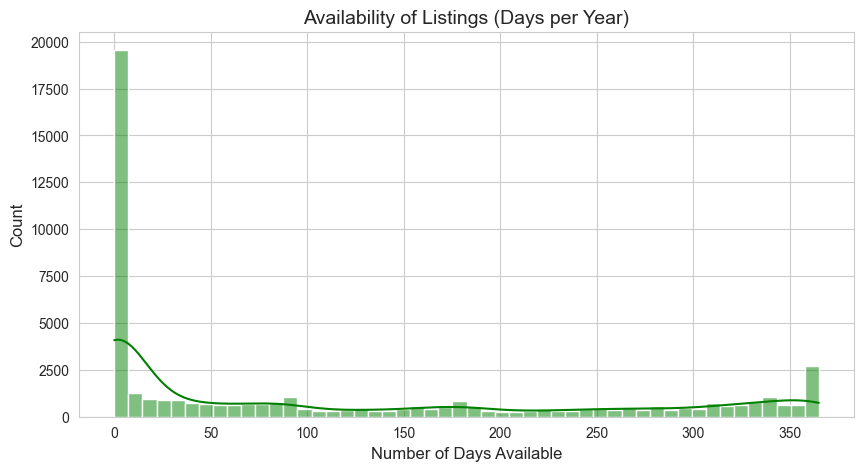 Availability of Listings (Days per Year)
20000
17500
15000
12500
10000
7500
5000
2500
0
Count
0 50 100 150 200 250 300 350
Number of Days Available